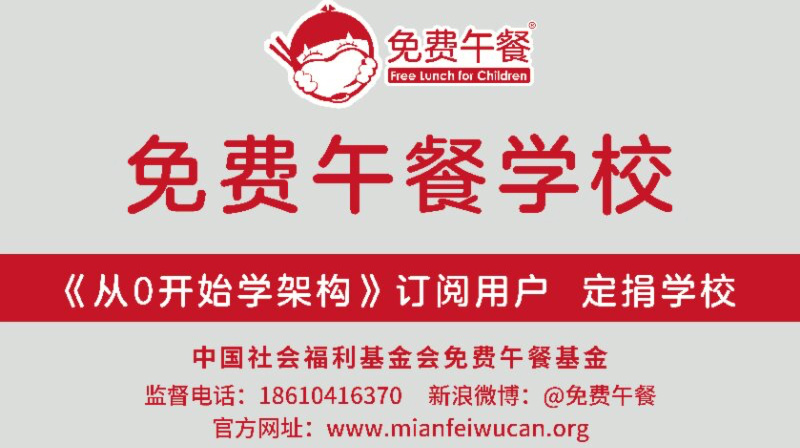 免费午餐®
Free Lunch for Children
免费午餐学校
《从0开始学架构》订阅用户 定捐学校
中国社会福利基金会免费午餐基金
监督电话：18610416370 新浪微博：@免费午餐
官方网址：www.mianfeiwucan.org